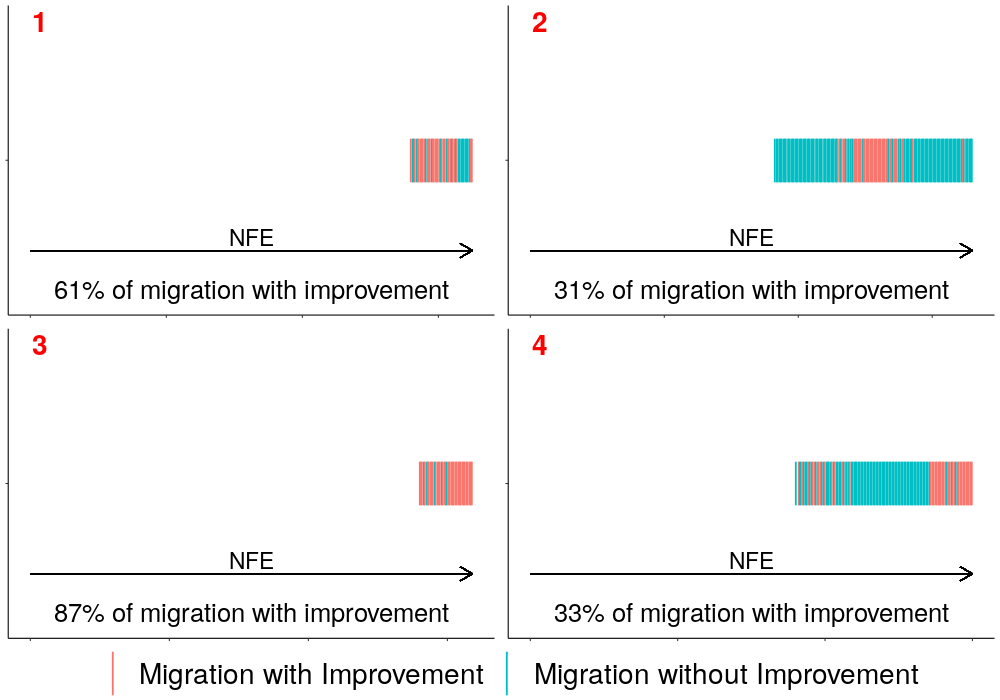 1
NFE
61% of migration with improvement
2
NFE
31% of migration with improvement
3
NFE
87% of migration with improvement
4
NFE
33% of migration with improvement
Migration with Improvement
Migration without Improvement